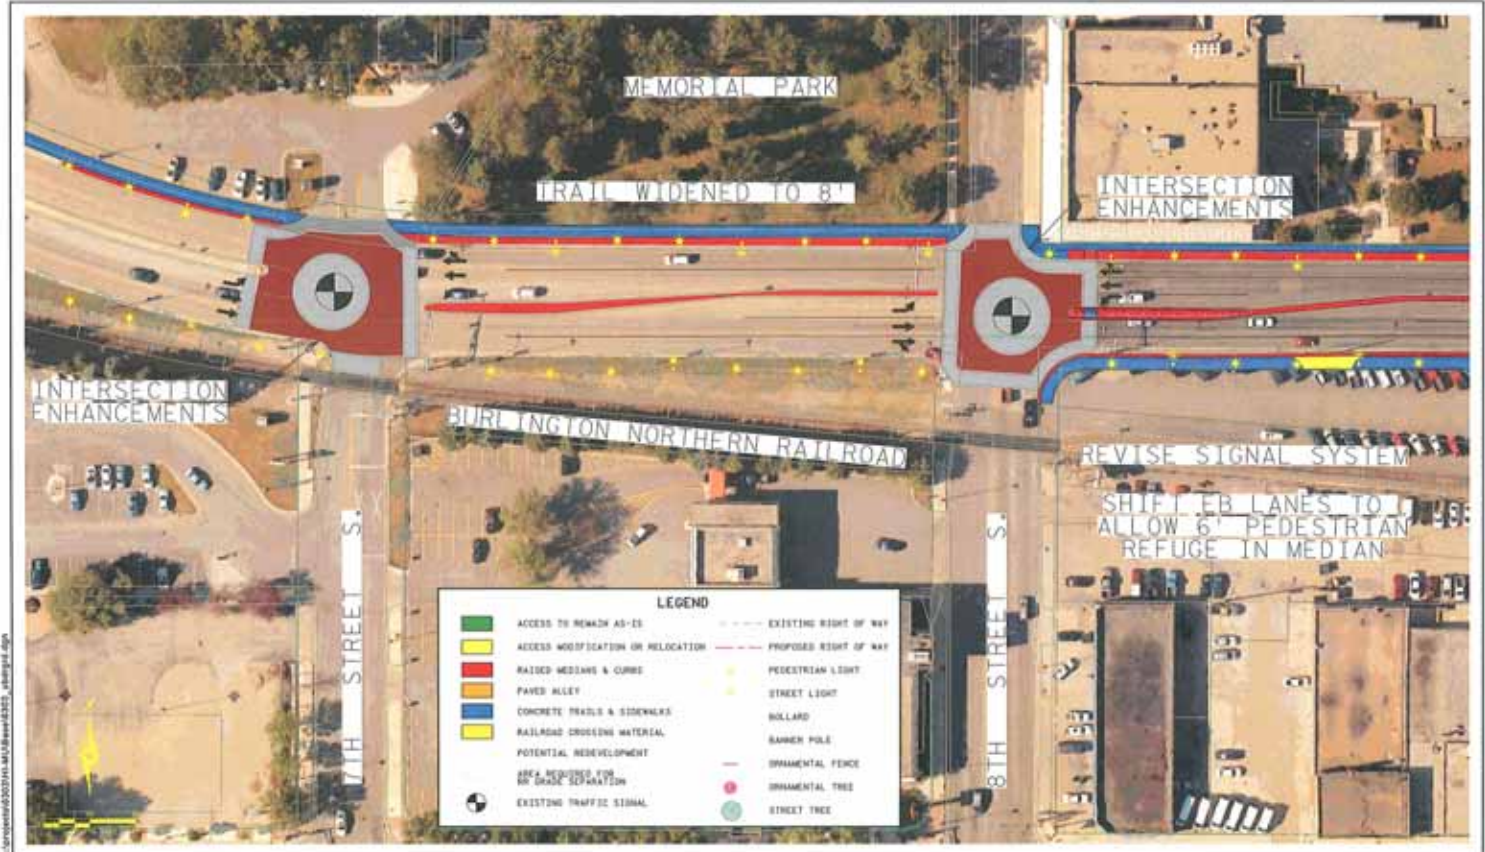 MEMORIAL PARK
TRAIL WIDENED TO 8'
INTERSECTION
ENHANCEMENTS
INTERSECTION
ENHANCEMENTS
BURLINGTON NORTHERN RAILROAD
REVISE SIGNAL SYSTEM
SHIFT EB LANES TO
ALLOW 6' PEDESTRIAN
REFUGE IN MEDIAN
7TH STREET S.
8TH STREET S.
LEGEND
ACCESS TO REMAIN AS-IS
ACCESS MODIFICATION OR RELOCATION
RAISED MEDIANS & CURBS
PAVED ALLEY
CONCRETE TRAILS & SIDEWALKS
RAILROAD CROSSING MATERIAL
POTENTIAL REDEVELOPMENT
AREA REQUIRED FOR
RR GRADE SEPARATION
EXISTING TRAFFIC SIGNAL
EXISTING RIGHT OF WAY
PROPOSED RIGHT OF WAY
PEDESTRIAN LIGHT
STREET LIGHT
BOLLARD
BANNER POLE
ORNAMENTAL FENCE
ORNAMENTAL TREE
STREET TREE